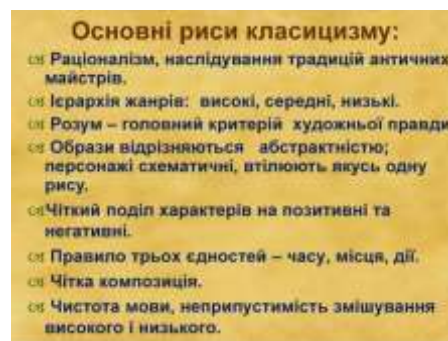 Основні риси класицизму:
Раціоналізм, наслідування традицій античних
майстрів.
Ієрархія жанрів: високі, середні, низькі.
Розум – головний критерій художньої правди
Образи відрізняються абстрактністю;
персонажі схематичні, втілюють якусь одну
рису.
Чіткий поділ характерів на позитивні та
негативні.
Правило трьох єдностей – часу, місця, дії.
Чітка композиція.
Чистота мови, неприпустимість змішування
високого і низького.